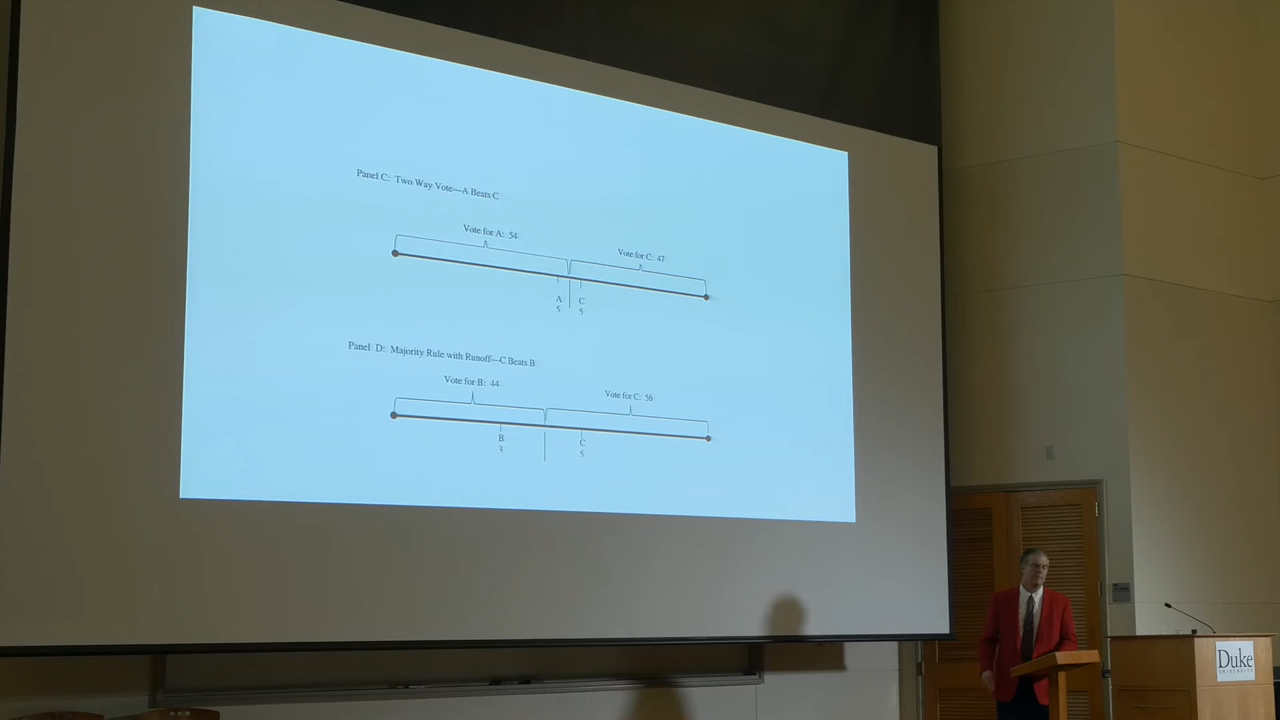 Panel C: Two Way Vote—A Beats C
Vote for A: 54
Vote for C: 47
A C
5 5
Panel D: Majority Rule with Runoff—C Beats B
Vote for B: 44
Vote for C: 56
B C
3 5
Duke
UNIVERSITY